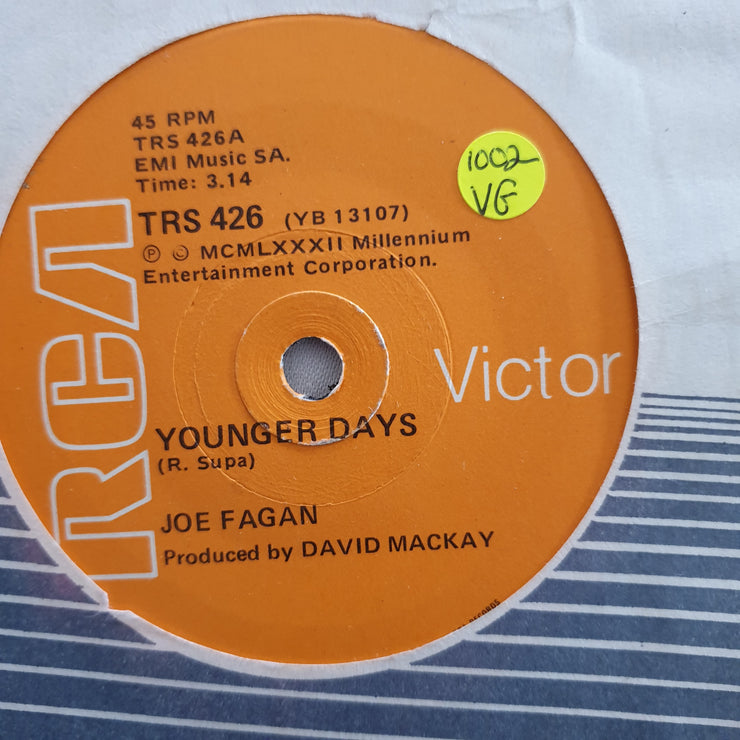 45 RPM
TRS 426A
EMI Music SA.
Time: 3.14
TRS 426 (YB 13107)
℗ © MCMLXXXII Millennium
Entertainment Corporation.
1002
VG
RCA
Victor
YOUNGER DAYS
(R. Supa)
JOE FAGAN
Produced by DAVID MACKAY
RECORDS